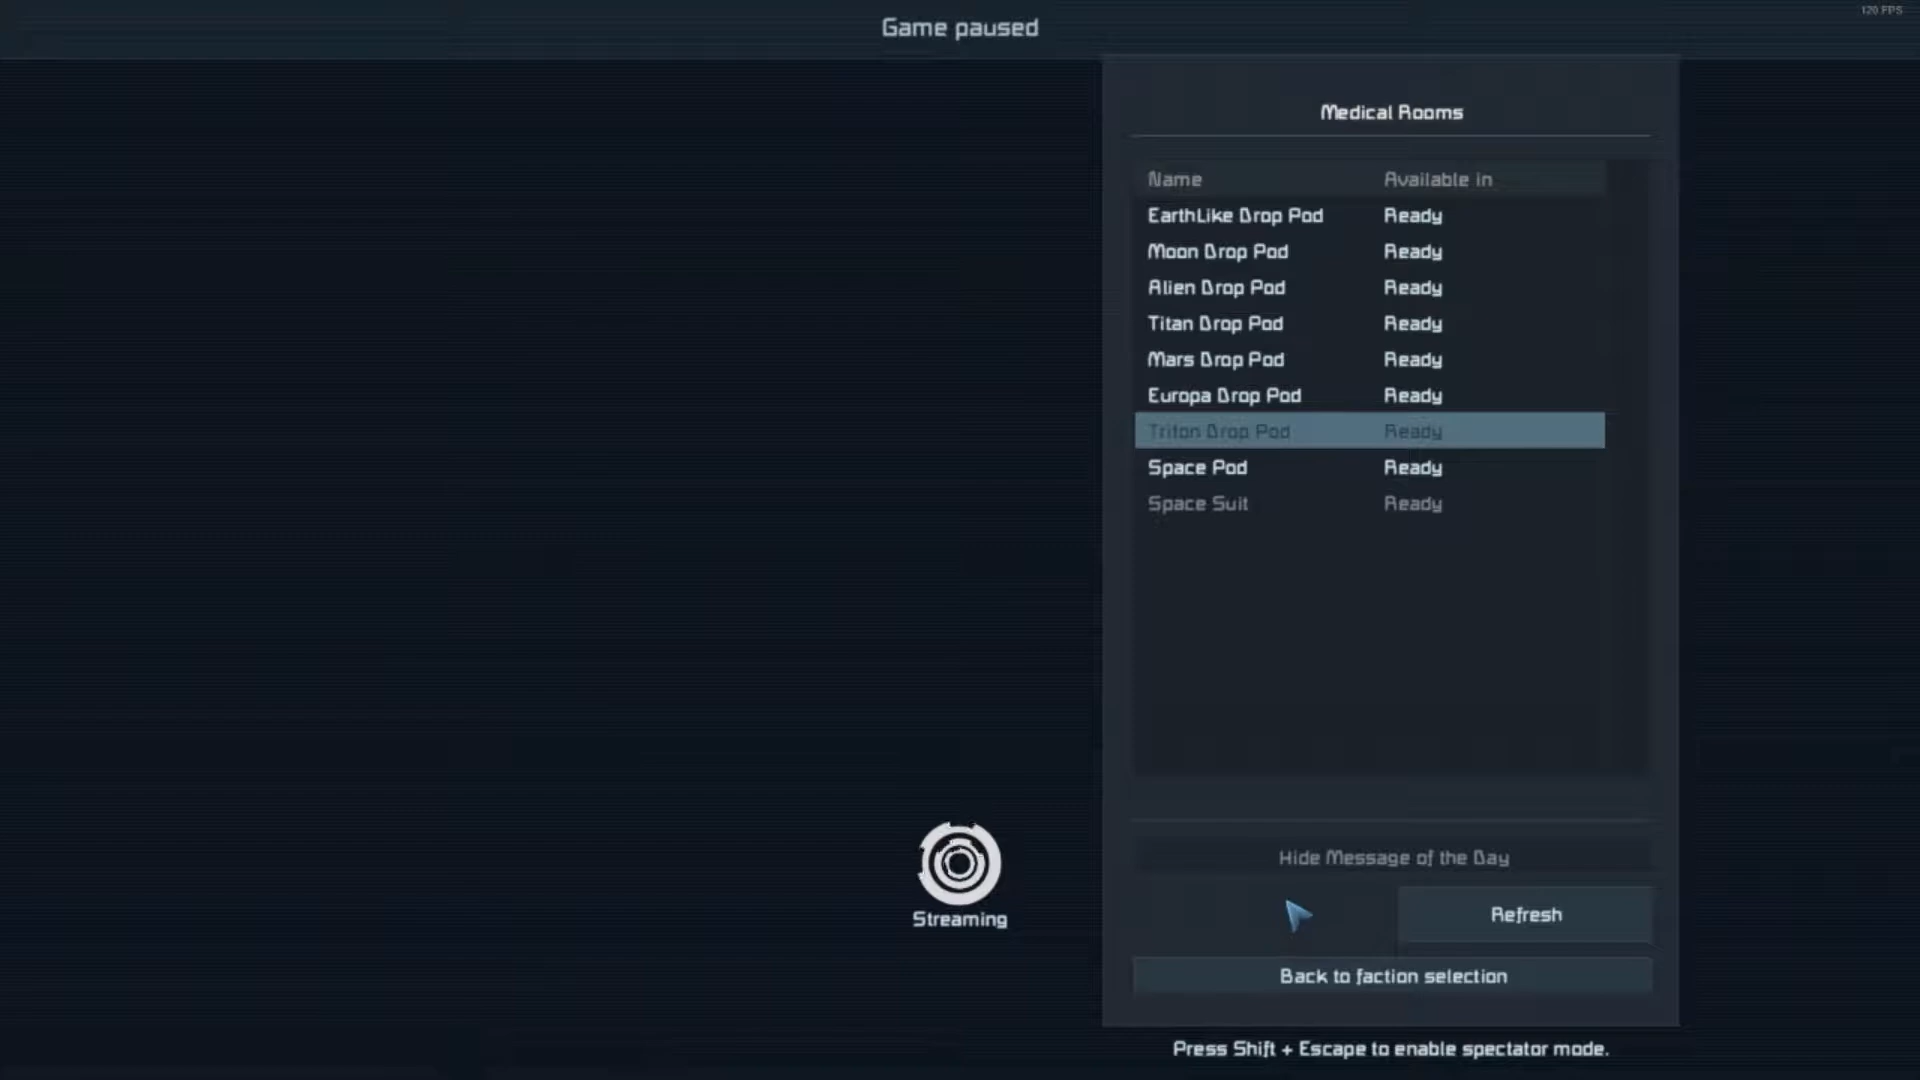 Game paused
120 FPS
Medical Rooms
Name Available in
EarthLike Drop Pod Ready
Moon Drop Pod Ready
Alien Drop Pod Ready
Titan Drop Pod Ready
Mars Drop Pod Ready
Europa Drop Pod Ready
Triton Drop Pod Ready
Space Pod Ready
Space Suit Ready
Streaming
Hide Message of the Day
Refresh
Back to faction selection
Press Shift + Escape to enable spectator mode.